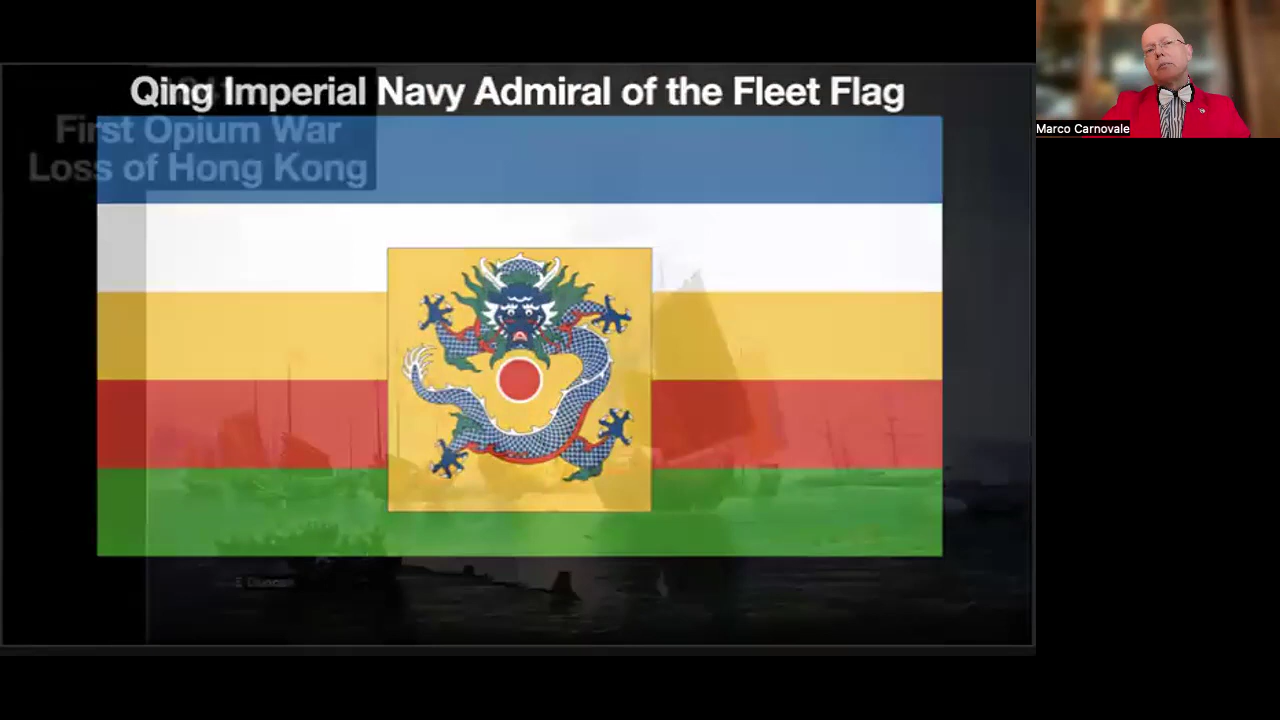 Qing Imperial Navy Admiral of the Fleet Flag
First Opium War
Loss of Hong Kong
Marco Carnovale